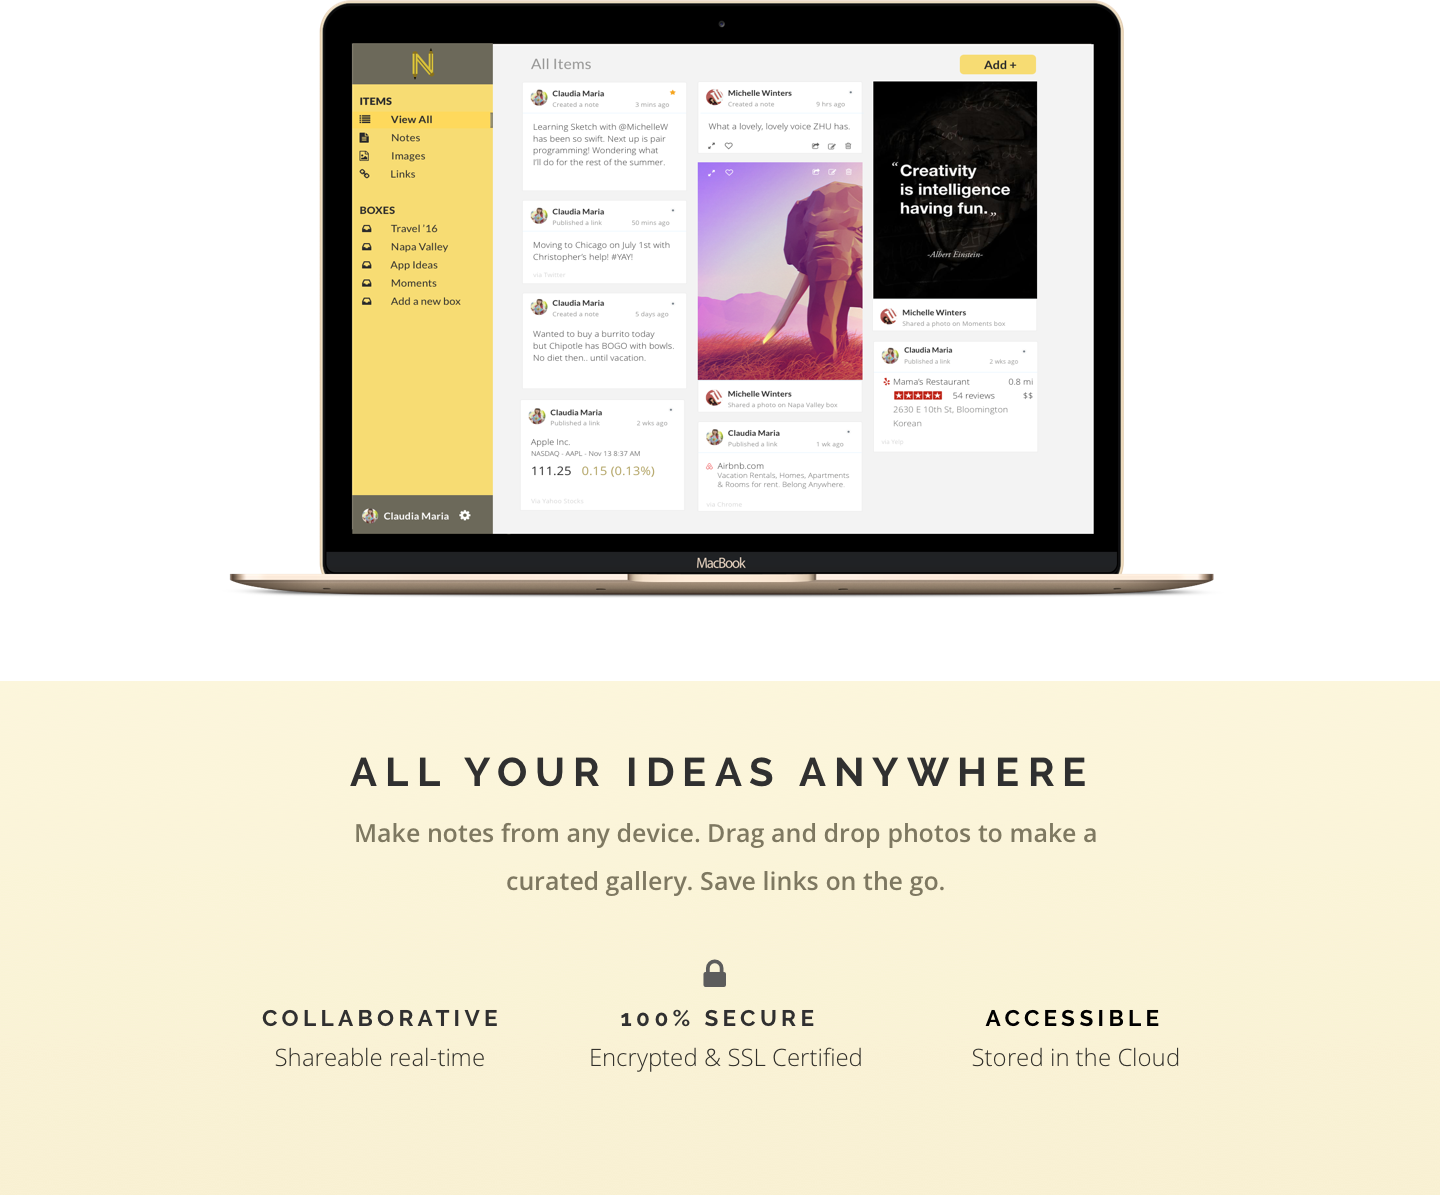 N
ITEMS
View All
Notes
Images
Links
BOXES
Travel '16
Napa Valley
App Ideas
Moments
Add a new box
Claudia Maria
All Items
Add +
Claudia Maria
Created a note 3 mins ago
Learning Sketch with @MichelleW
has been so swift. Next up is pair
programming! Wondering what
I'll do for the rest of the summer.
Claudia Maria
Published a link 50 mins ago
Moving to Chicago on July 1st with
Christopher's help! #YAY!
via Twitter
Claudia Maria
Created a note 5 days ago
Wanted to buy a burrito today
but Chipotle has BOGO with bowls.
No diet then.. until vacation.
Claudia Maria
Published a link 2 wks ago
Apple Inc.
NASDAQ - AAPL - Nov 13 8:37 AM
111.25 0.15 (0.13%)
via Yahoo Stocks
Michelle Winters
Created a note 9 hrs ago
What a lovely, lovely voice ZHU has.
Michelle Winters
Shared a photo on Napa Valley box
Claudia Maria
Published a link 1 wk ago
Airbnb.com
Vacation Rentals, Homes, Apartments
& Rooms for rent. Belong Anywhere.
via Chrome
“Creativity
is intelligence
having fun.„
-Albert Einstein-
Michelle Winters
Shared a photo on Moments box
Claudia Maria
Published a link 2 wks ago
Mama's Restaurant 0.8 mi
54 reviews $$
2630 E 10th St, Bloomington
Korean
via Yelp
MacBook
ALL YOUR IDEAS ANYWHERE
Make notes from any device. Drag and drop photos to make a
curated gallery. Save links on the go.
COLLABORATIVE
Shareable real-time
100% SECURE
Encrypted & SSL Certified
ACCESSIBLE
Stored in the Cloud